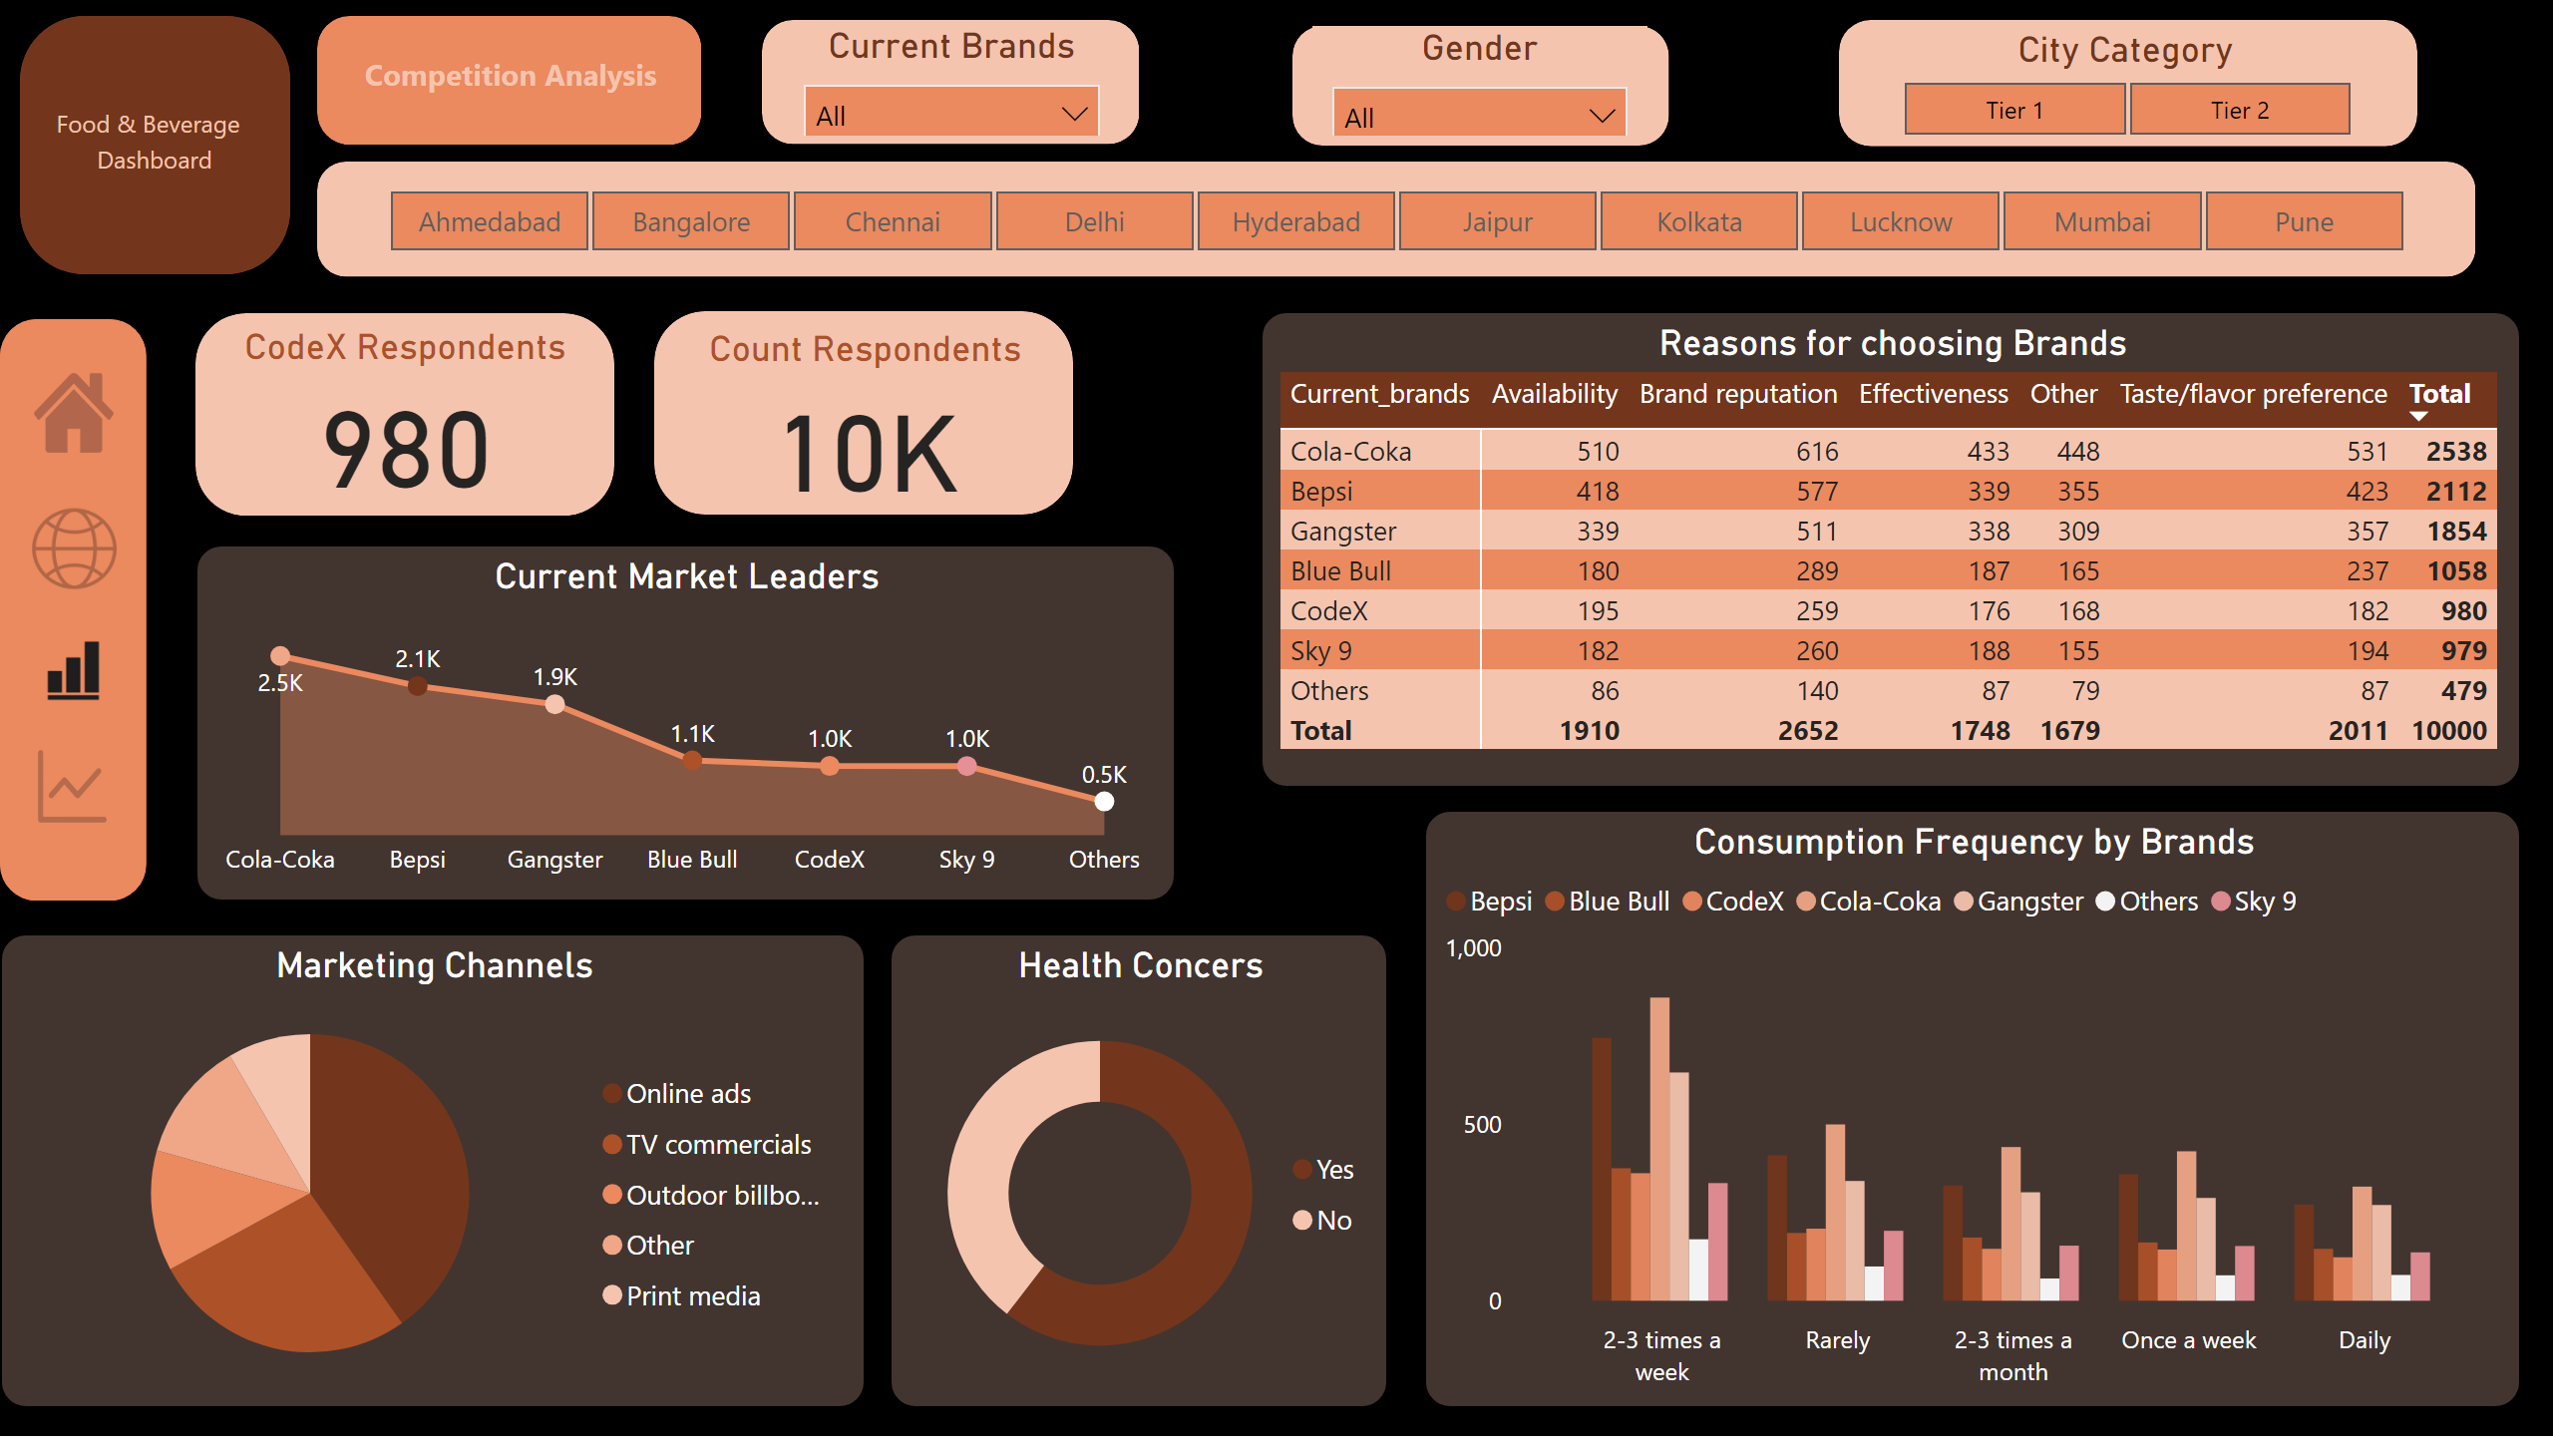 Food & Beverage
Dashboard
Competition Analysis
Current Brands
All
Gender
All
City Category
Tier 1 Tier 2
Ahmedabad Bangalore Chennai Delhi Hyderabad Jaipur Kolkata Lucknow Mumbai Pune
CodeX Respondents
980
Count Respondents
10K
Reasons for choosing Brands
Current_brands Availability Brand reputation Effectiveness Other Taste/flavor preference Total
Cola-Coka 510 616 433 448 531 2538
Bepsi 418 577 339 355 423 2112
Gangster 339 511 338 309 357 1854
Blue Bull 180 289 187 165 237 1058
CodeX 195 259 176 168 182 980
Sky 9 182 260 188 155 194 979
Others 86 140 87 79 87 479
Total 1910 2652 1748 1679 2011 10000
Current Market Leaders
2.5K 2.1K 1.9K 1.1K 1.0K 1.0K 0.5K
Cola-Coka Bepsi Gangster Blue Bull CodeX Sky 9 Others
Marketing Channels
Online ads
TV commercials
Outdoor billbo...
Other
Print media
Health Concers
Yes
No
Consumption Frequency by Brands
Bepsi Blue Bull CodeX Cola-Coka Gangster Others Sky 9
1,000
500
0
2-3 times a
week
Rarely
2-3 times a
month
Once a week
Daily